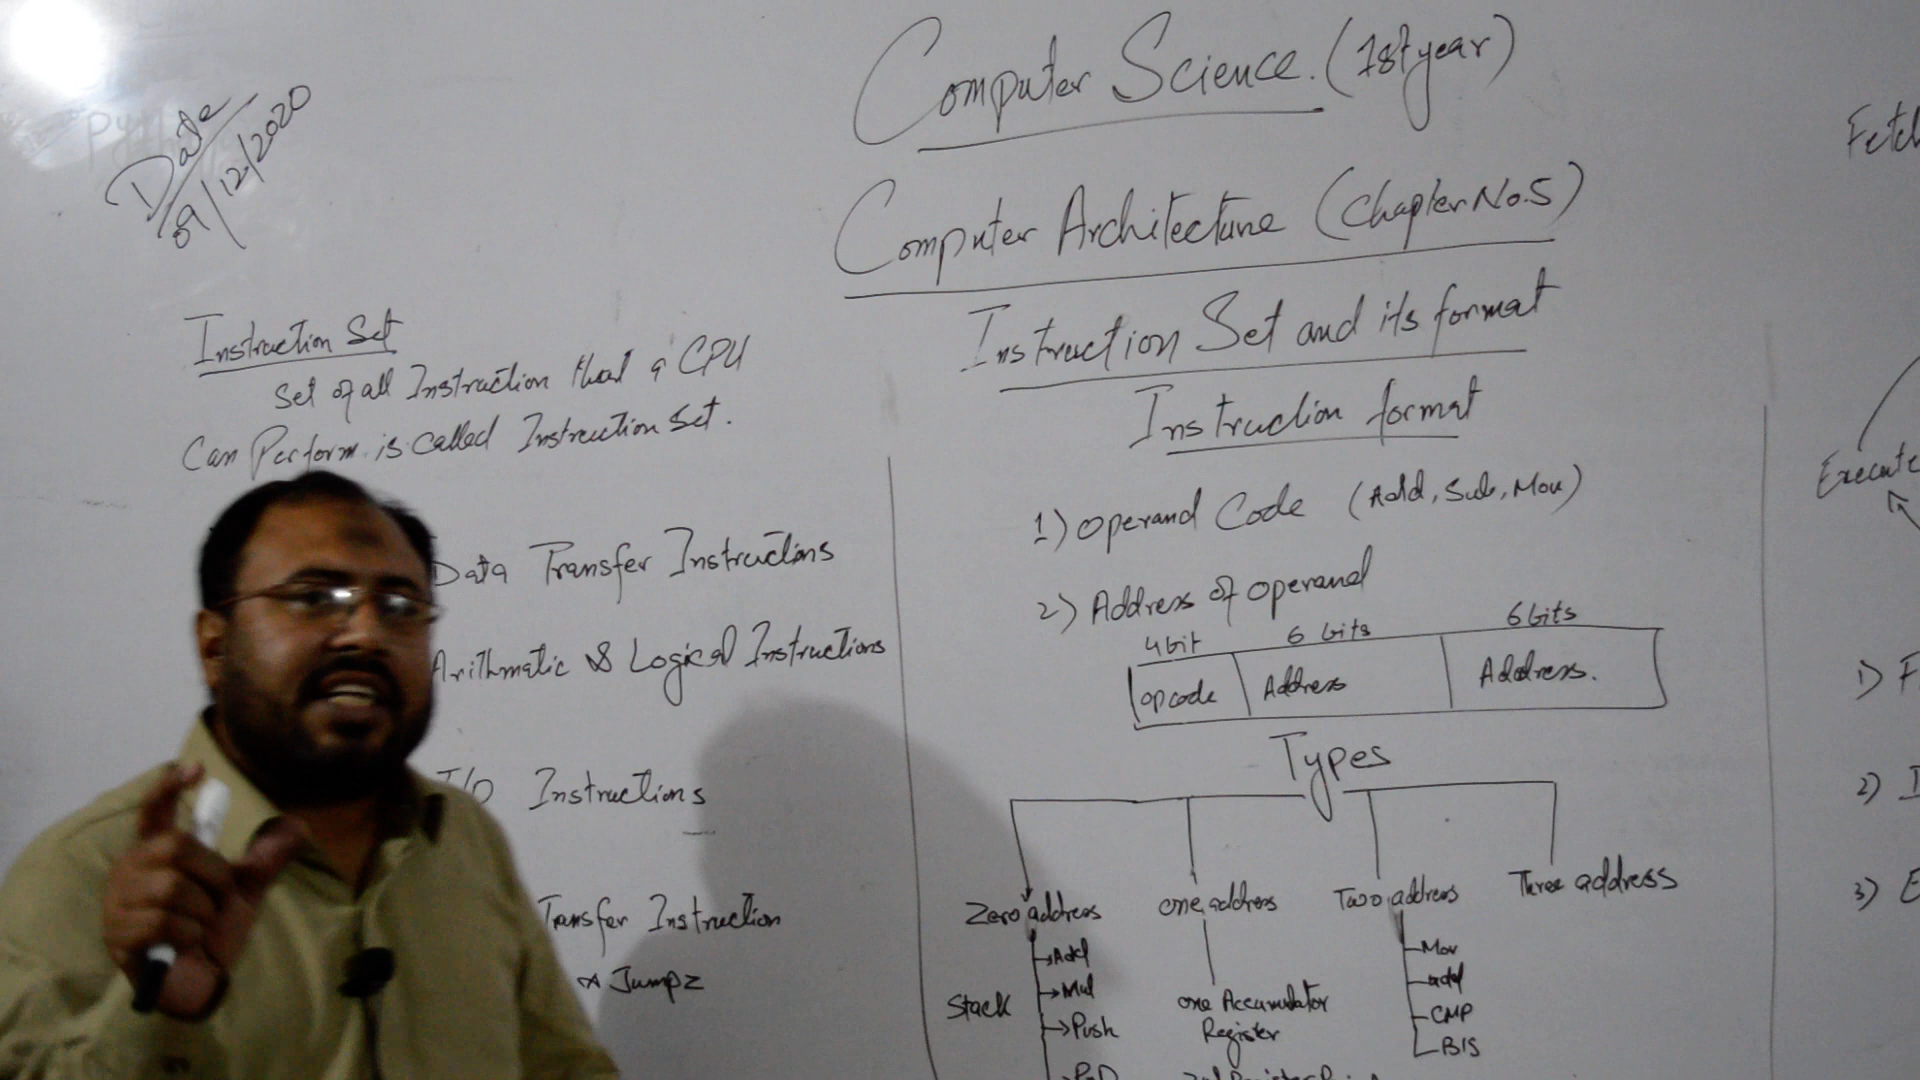 Date
09/12/2020
Computer Science. (1st year)
Computer Architecture (Chapter No.5)
Instruction Set and its format
Instruction Set
Set of all Instruction that a CPU
Can Perform is called Instruction Set.
Data Transfer Instructions
Arithmatic & Logical Instructions
I/O Instructions
Transfer Instruction
Jumpz
Instruction format
1) Operand Code (Add, Sub, Mov)
2) Address of operand
4bit 6 bits 6bits
opcode Address Address.
Types
Zero address one address Two address Three address
Stack
Add
Mul
Push
one Accumulator
Register
Mov
add
CMP
BIS
Execute
1)
2)
3)